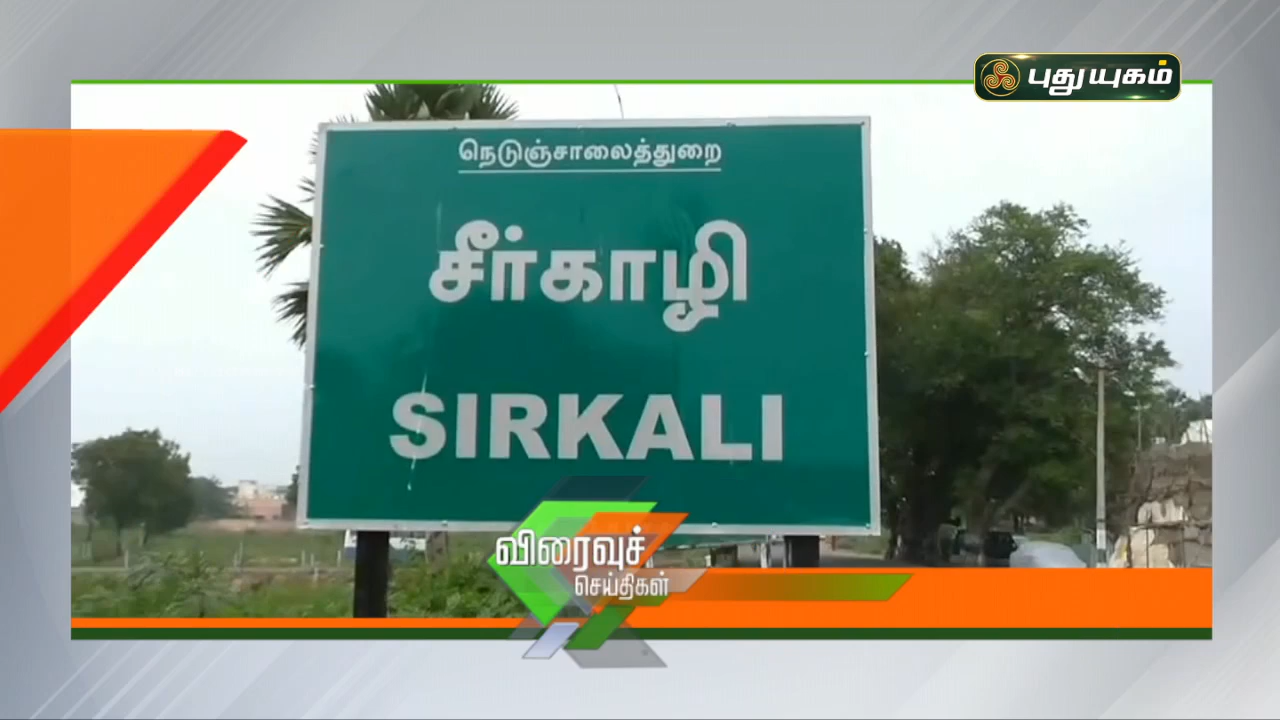 புதுயுகம்
நெடுஞ்சாலைத்துறை
சீர்காழி
SIRKALI
விரைவுச்
செய்திகள்